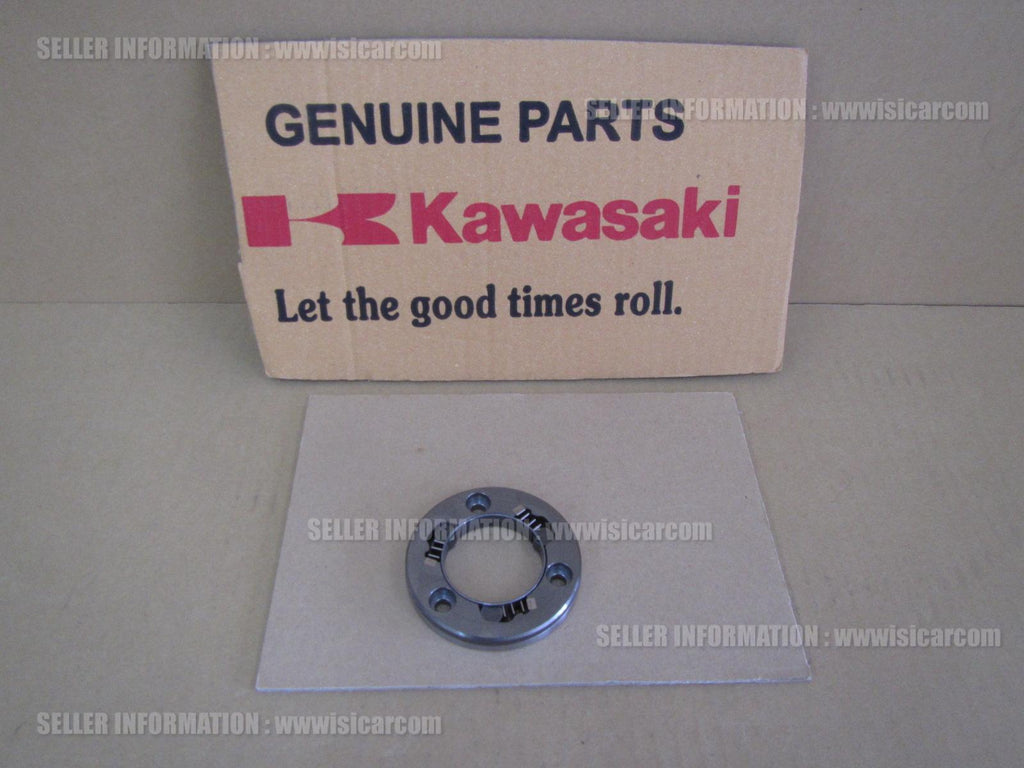 SELLER INFORMATION : wwwisicarcom
SELLER INFORMATION : wwwisicarcom
GENUINE PARTS
Kawasaki
Let the good times roll.
SELLER INFORMATION : wwwisicarcom
SELLER INFORMATION : wwwisicarcom
SELLER INFORMATION : wwwisicarcom